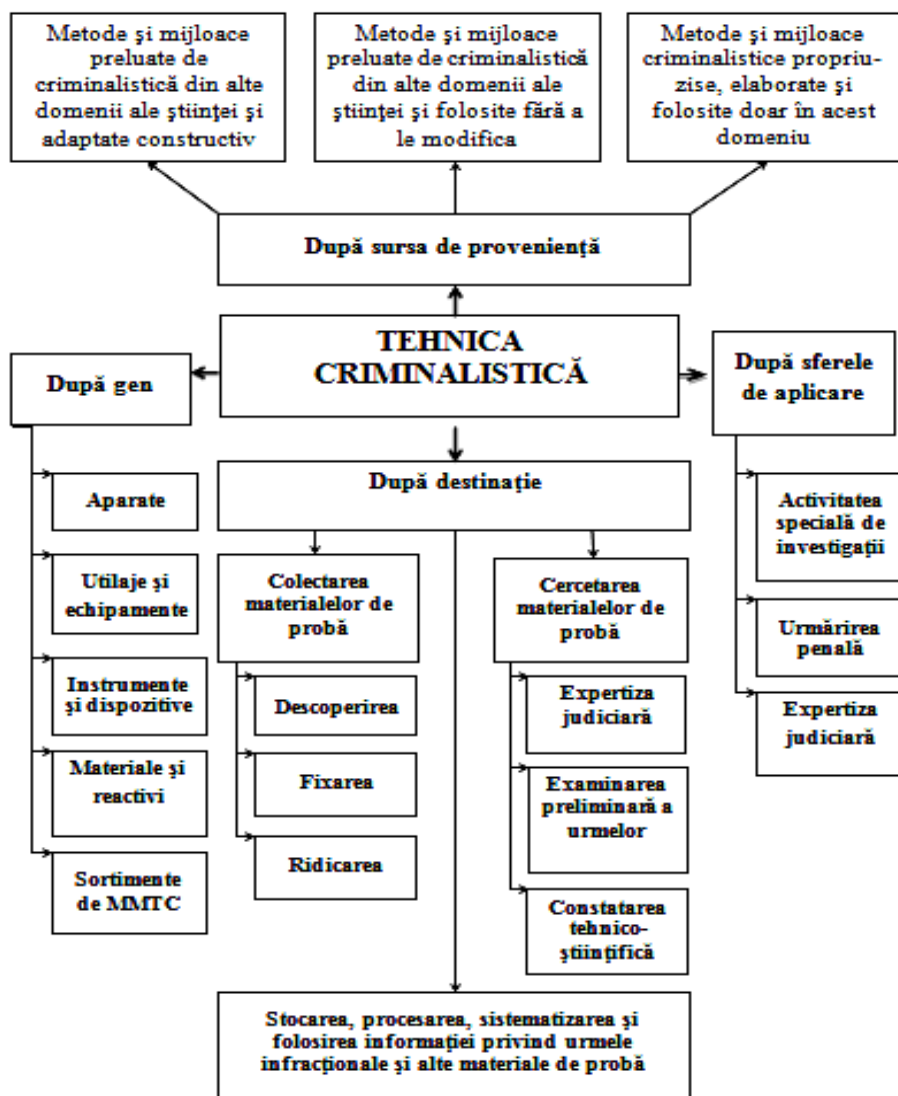 Metode şi mijloace
preluate de
criminalistică din alte
domenii ale ştinţei şi
adaptate constructiv
Metode şi mijloace
preluate de criminalistică
din alte domenii ale
ştinţei şi folosite fără a
le modifica
Metode şi mijloace
criminalistice propriu-
zise, elaborate şi
folosite doar în acest
domeniu
După sursa de provenienţă
TEHNICA
CRIMINALISTICĂ
După gen
După sferele
de aplicare
După destinaţie
Aparate
Utilaje şi
echipamente
Instrumente
şi dispozitive
Materiale şi
reactivi
Sortimente
de MMTC
Colectarea
materialelor de
probă
Descoperirea
Fixarea
Ridicarea
Cercetarea
materialelor de
probă
Expertiza
judiciară
Examinarea
preliminară a
urmelor
Constatarea
tehnico-
ştiinţifică
Activitatea
specială de
investigaţii
Urmărirea
penală
Expertiza
judiciară
Stocarea, procesarea, sistematizarea şi
folosirea informaţiei privind urmele
infracţionale şi alte materiale de probă